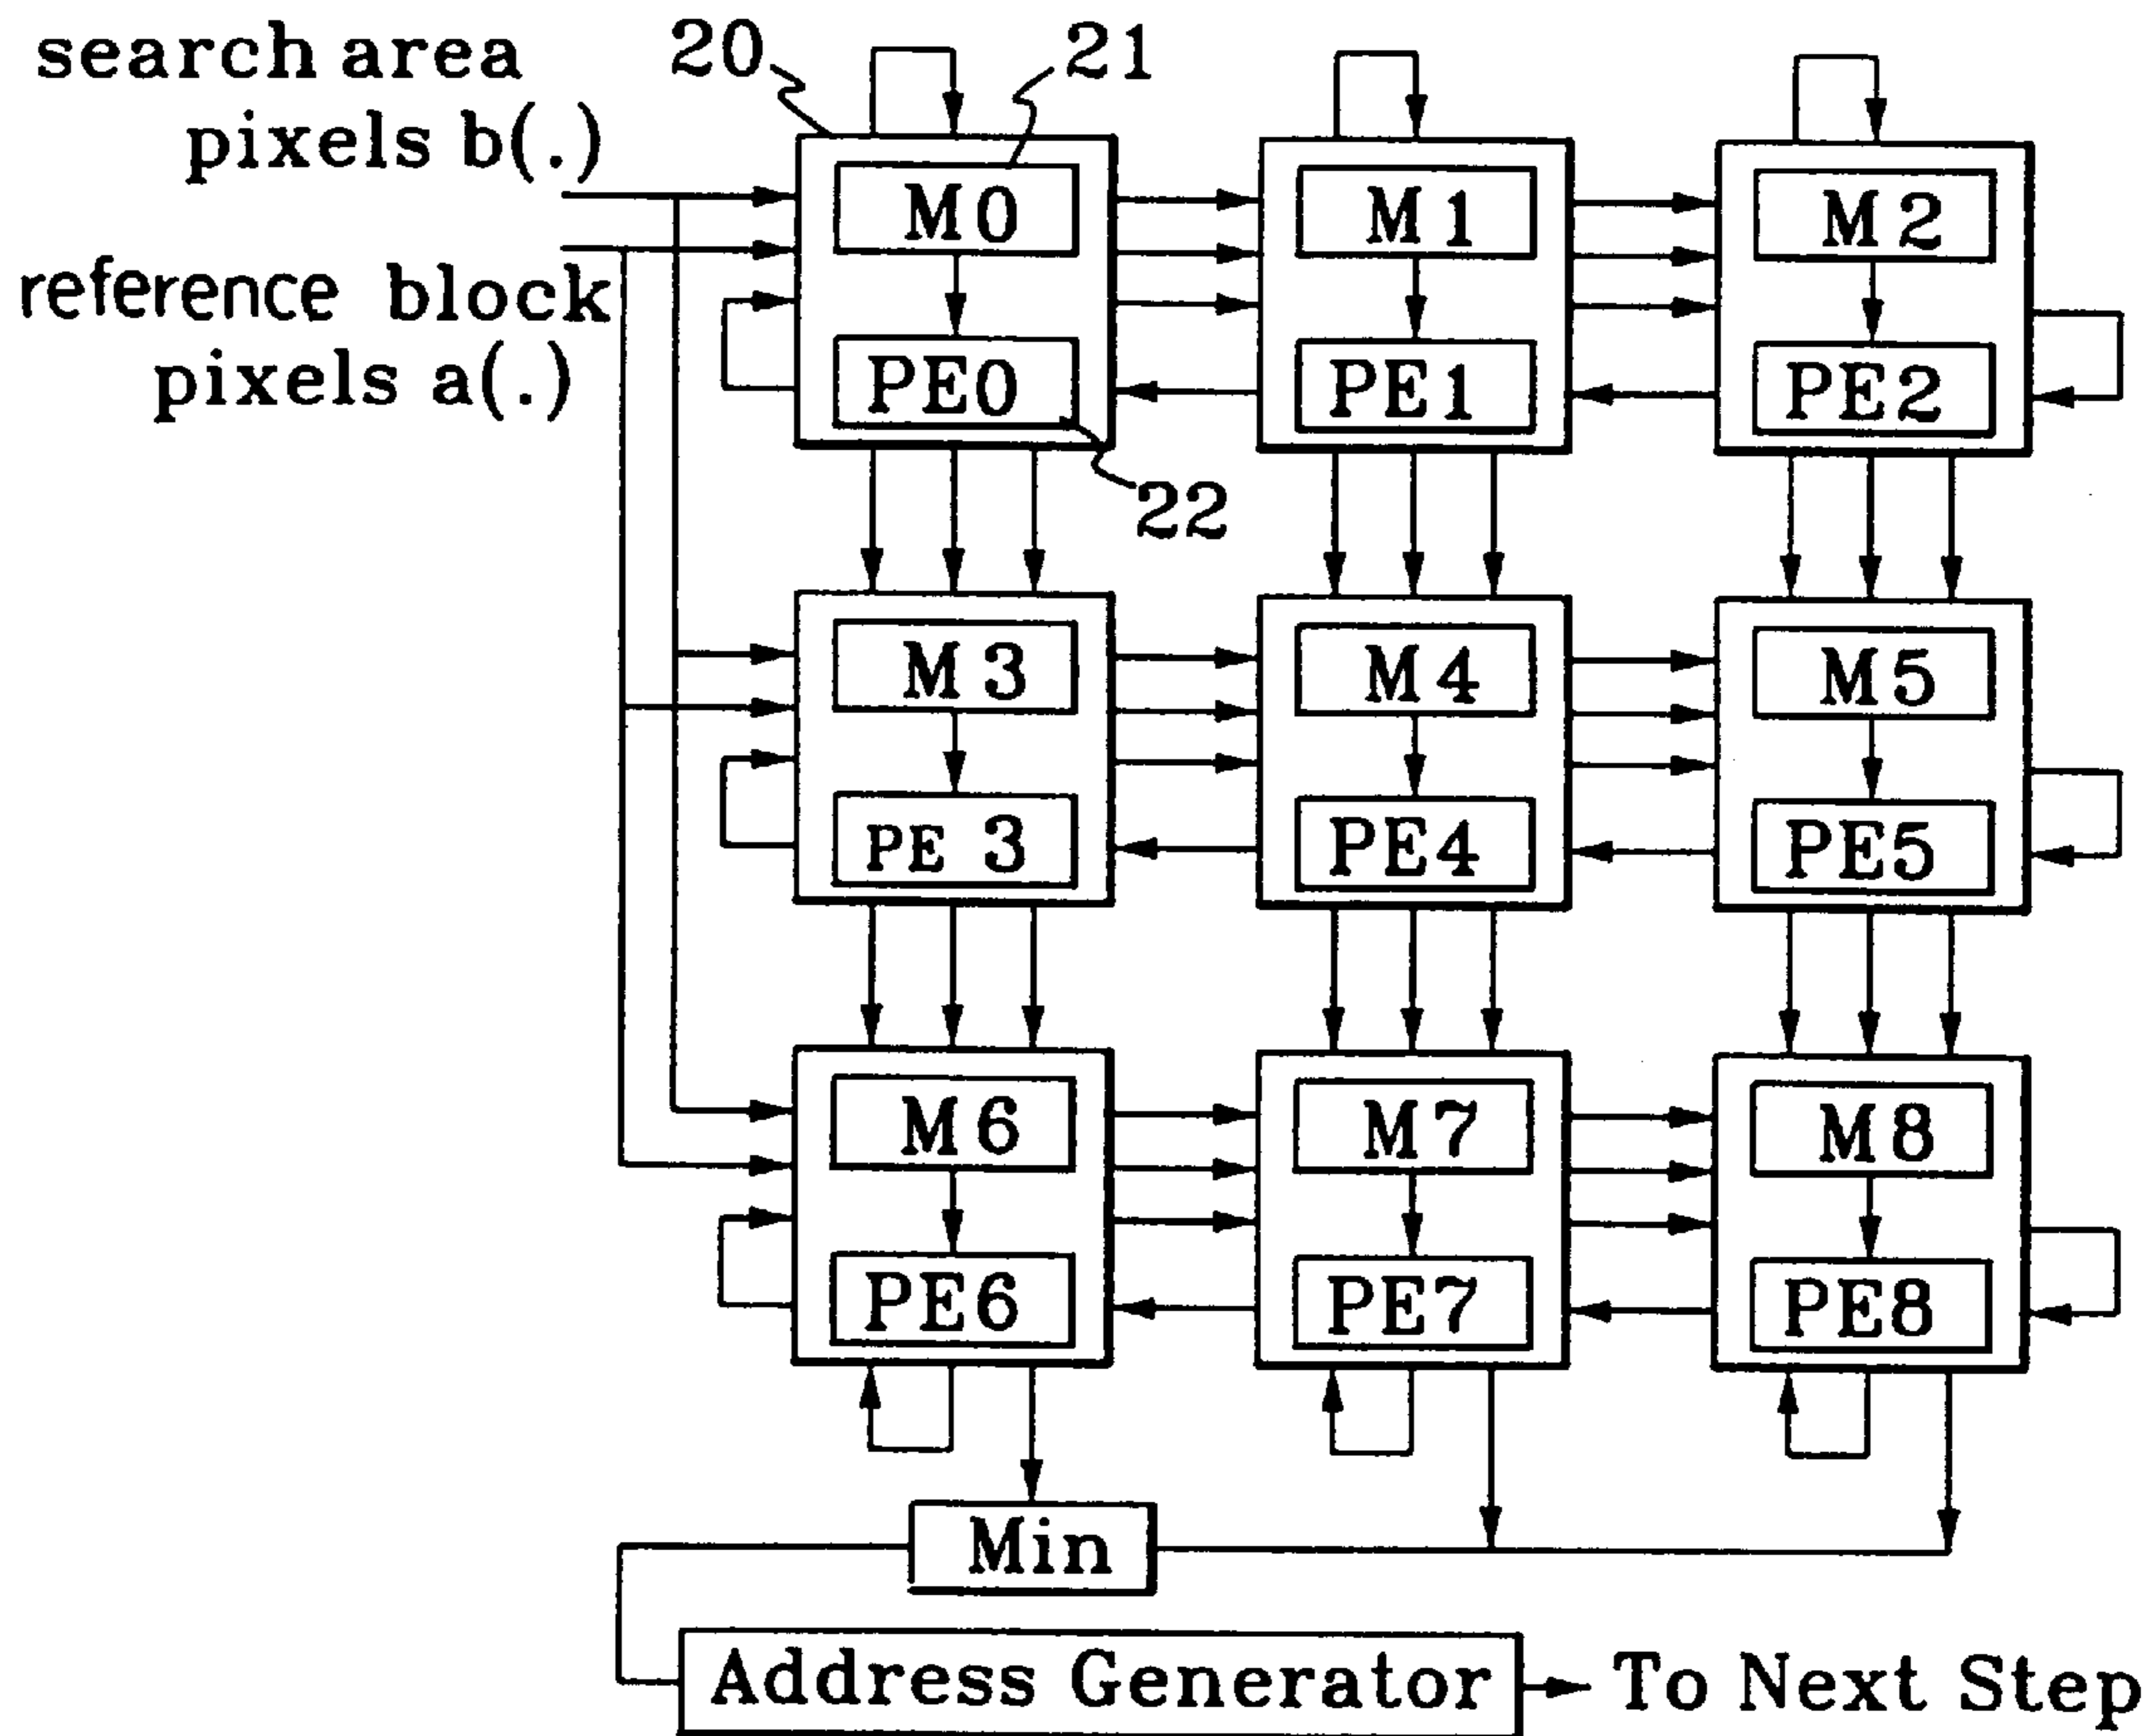 search area
pixels b(.)
20
21
reference block
pixels a(.)
M0
M1
M2
PE0
PE1
PE2
22
M3
M4
M5
PE 3
PE4
PE5
M6
M7
M8
PE6
PE7
PE8
Min
Address Generator
To Next Step